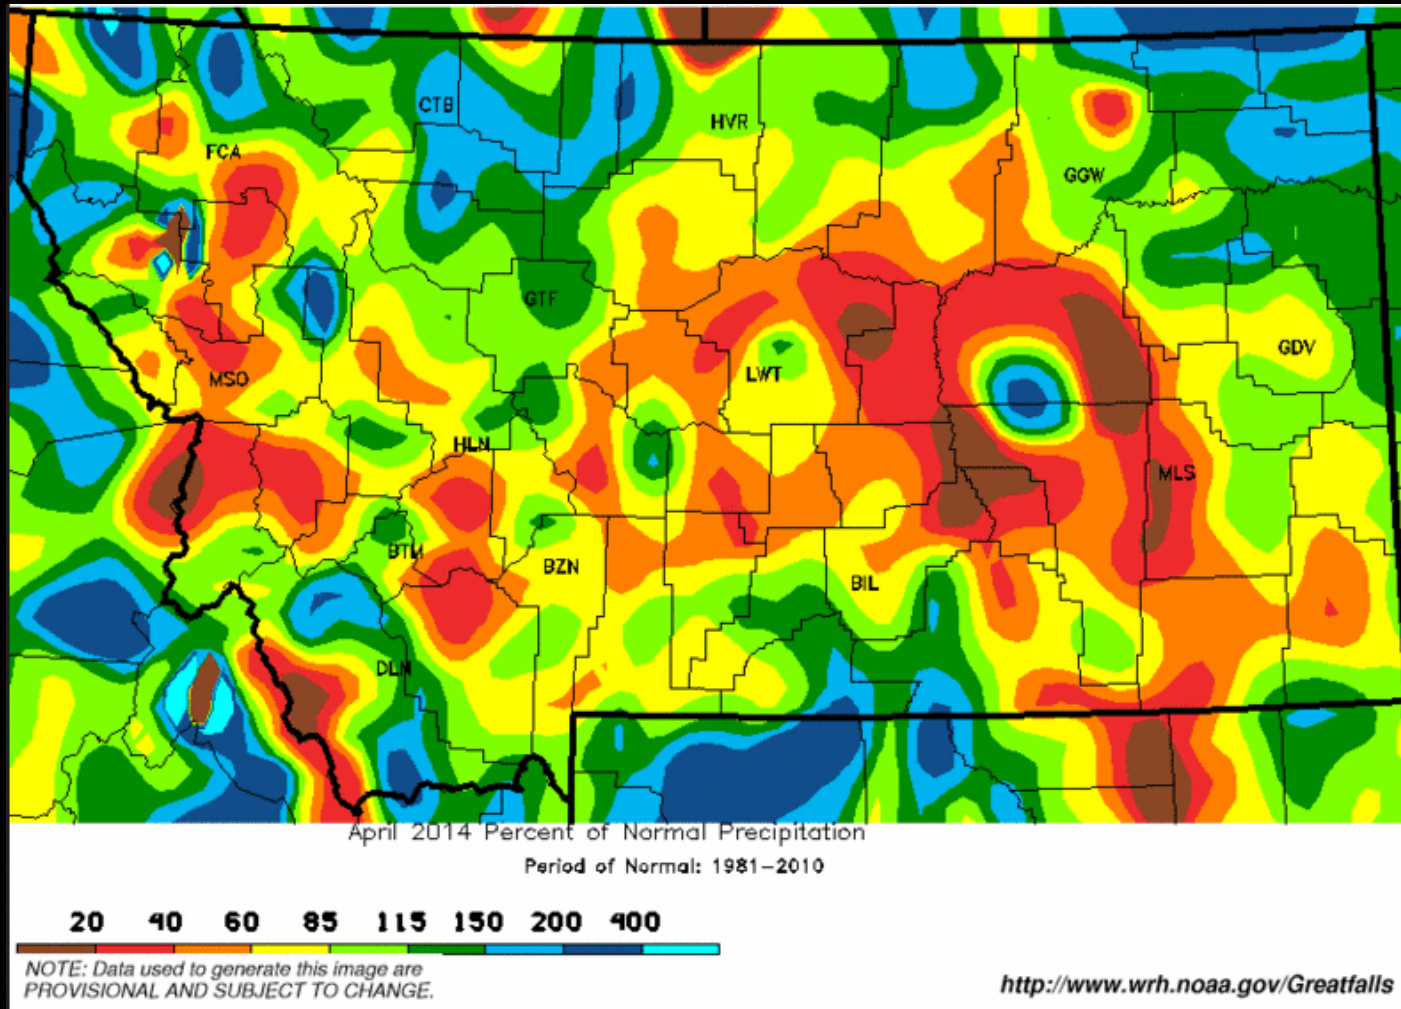 CTB
HVR
FCA
GGW
GTF
GDV
LWT
MSO
HLN
MLS
BTM
BZN
BIL
DLN
April 2014 Percent of Normal Precipitation
Period of Normal: 1981-2010
20 40 60 85 115 150 200 400
NOTE: Data used to generate this image are
PROVISIONAL AND SUBJECT TO CHANGE.
http://www.wrh.noaa.gov/Greatfalls